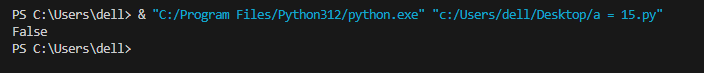 PS C:\Users\dell> & "C:/Program Files/Python312/python.exe" "c:/Users/dell/Desktop/a = 15.py"
False
PS C:\Users\dell>